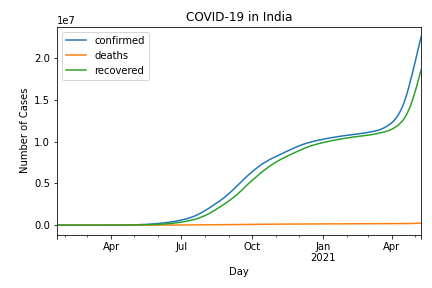 COVID-19 in India
1e7
confirmed
deaths
recovered
Number of Cases
2.0
1.5
1.0
0.5
0.0
Apr Jul Oct Jan Apr
2021
Day